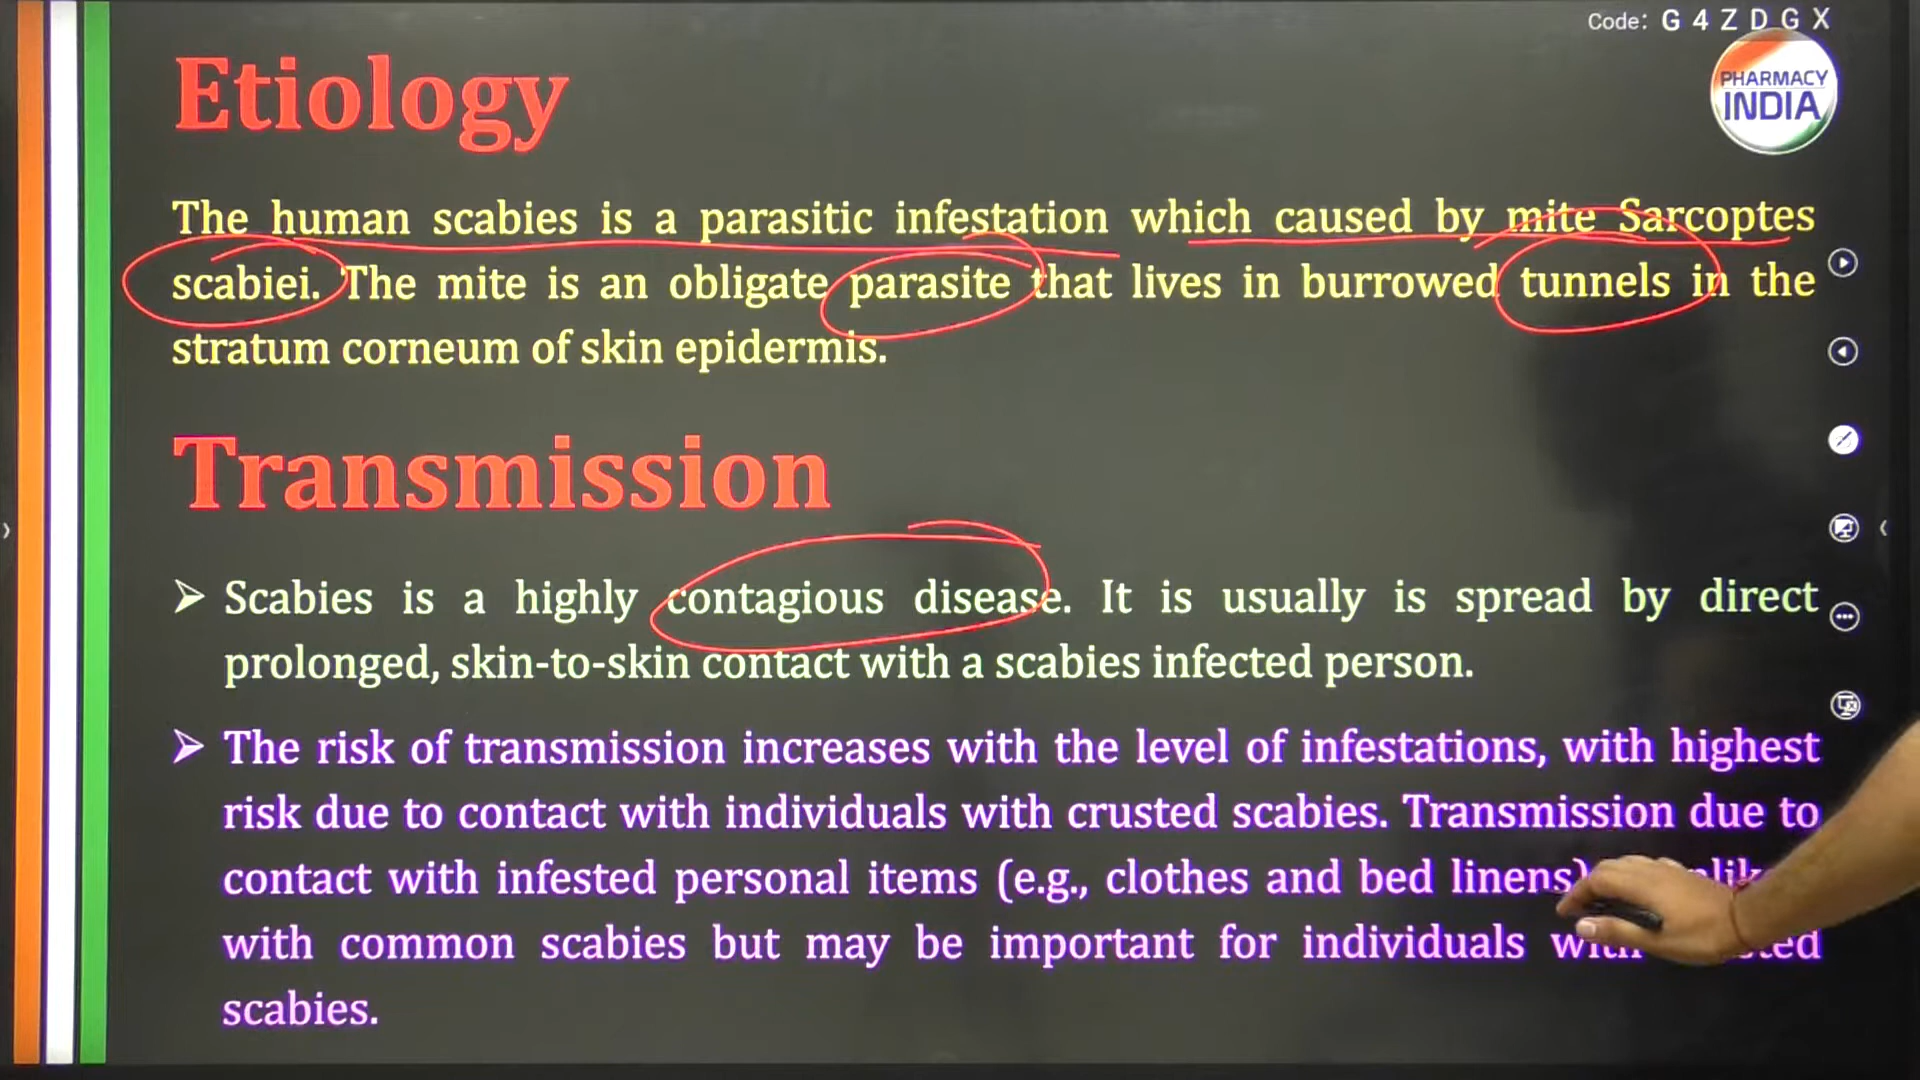 Code: G 4 Z D G X
PHARMACY
INDIA
Etiology
The human scabies is a parasitic infestation which caused by mite Sarcoptes
scabiei. The mite is an obligate parasite that lives in burrowed tunnels in the
stratum corneum of skin epidermis.
Transmission
➢ Scabies is a highly contagious disease. It is usually is spread by direct
prolonged, skin-to-skin contact with a scabies infected person.
➢ The risk of transmission increases with the level of infestations, with highest
risk due to contact with individuals with crusted scabies. Transmission due to
contact with infested personal items (e.g., clothes and bed linens)
with common scabies but may be important for individuals with
scabies.